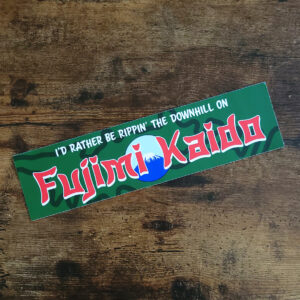 I'D RATHER BE RIPPIN' THE DOWNHILL ON
Fujimi Kaido